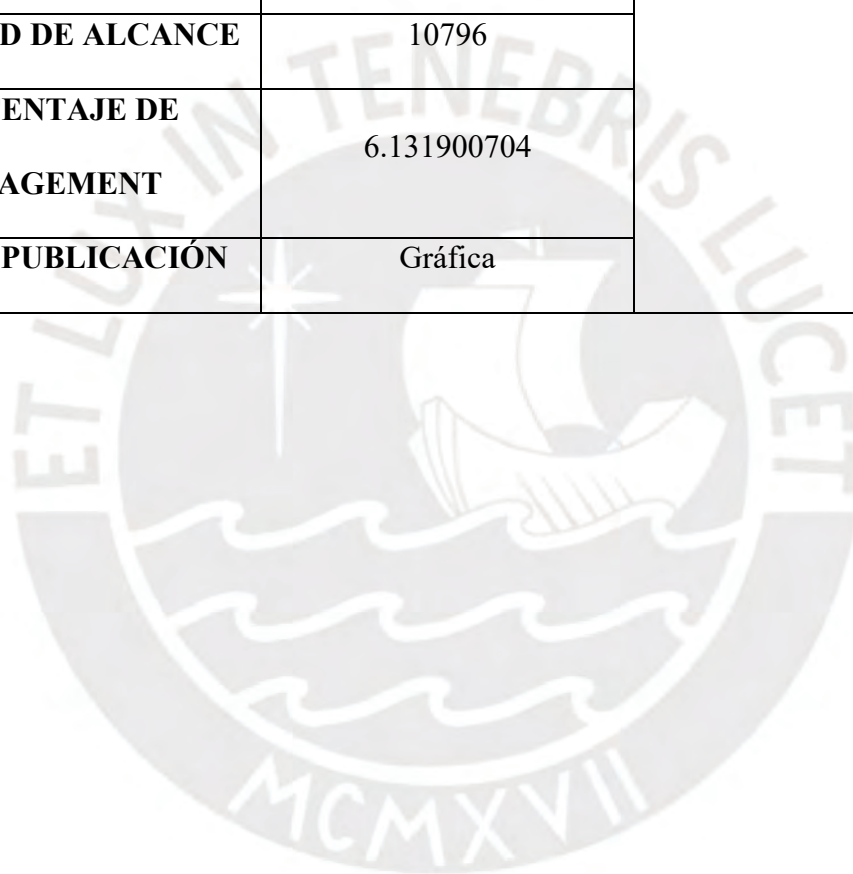 D DE ALCANCE 10796
ENTAJE DE
AGEMENT 6.131900704
PUBLICACIÓN Gráfica
ET LUX IN TENEBRIS LUCET
MCMXVII